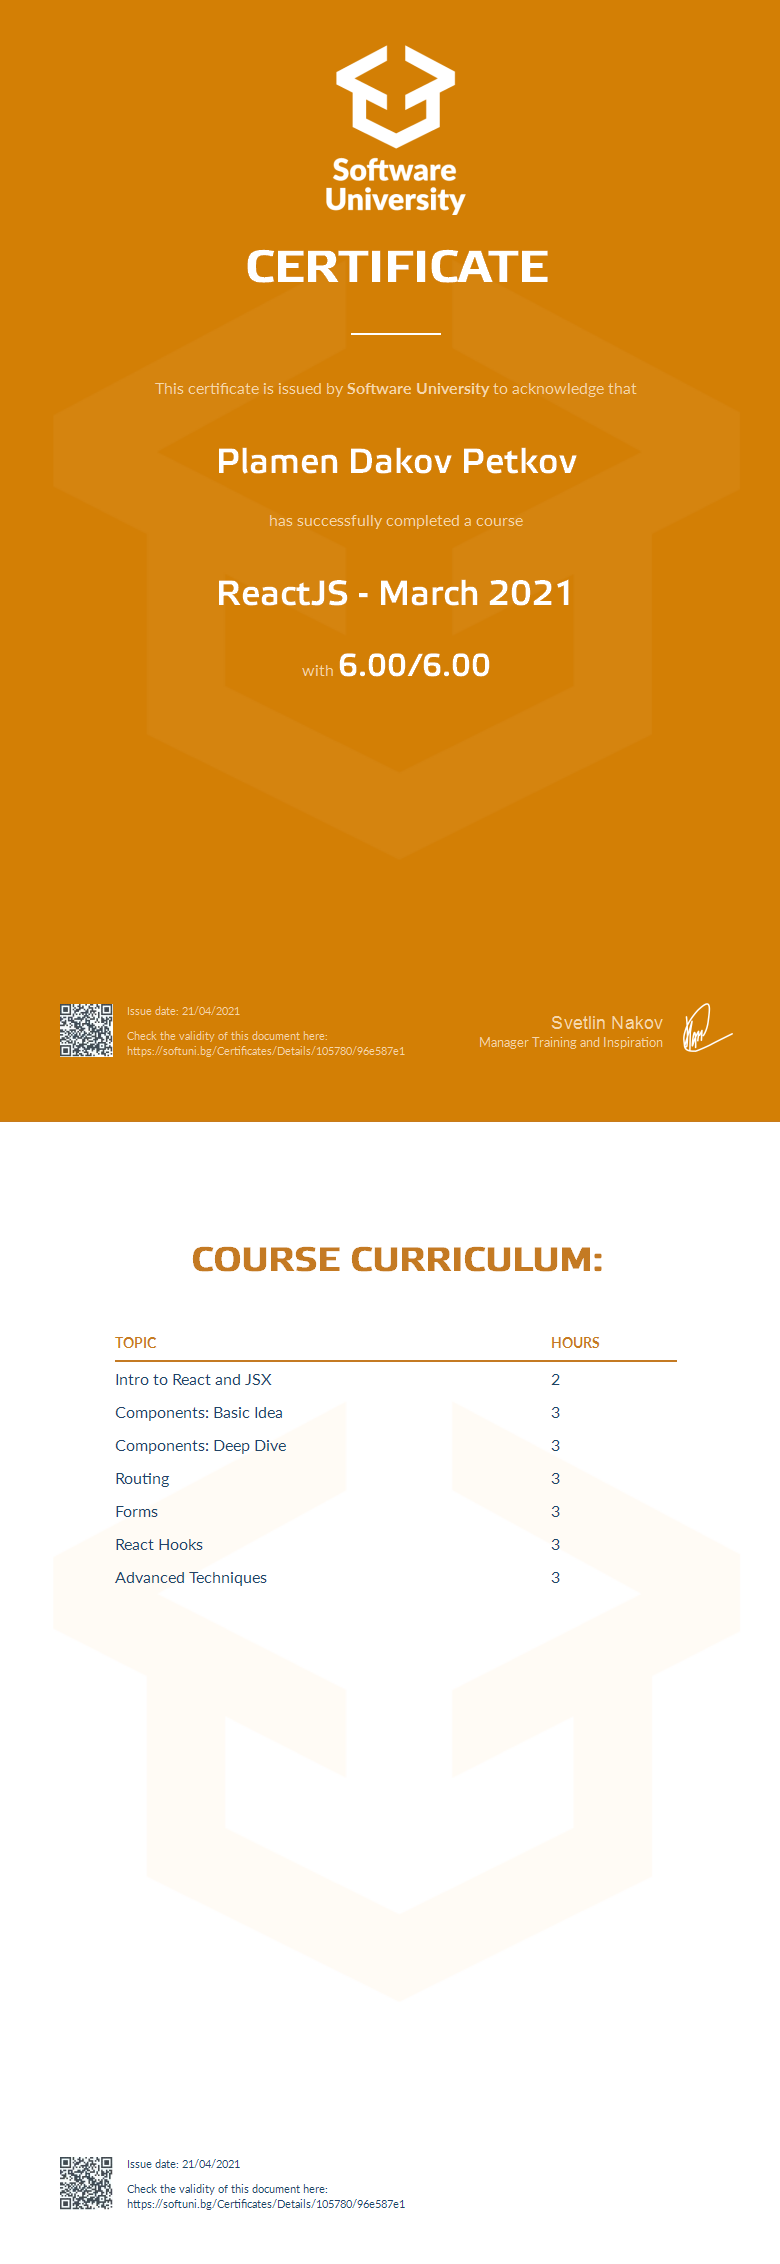 Software
University
CERTIFICATE
This certificate is issued by Software University to acknowledge that
Plamen Dakov Petkov
has successfully completed a course
ReactJS - March 2021
with 6.00/6.00
Issue date: 21/04/2021
Check the validity of this document here:
https://softuni.bg/Certificates/Details/105780/96e587e1
Svetlin Nakov
Manager Training and Inspiration
COURSE CURRICULUM:
TOPIC HOURS
Intro to React and JSX 2
Components: Basic Idea 3
Components: Deep Dive 3
Routing 3
Forms 3
React Hooks 3
Advanced Techniques 3
Issue date: 21/04/2021
Check the validity of this document here:
https://softuni.bg/Certificates/Details/105780/96e587e1